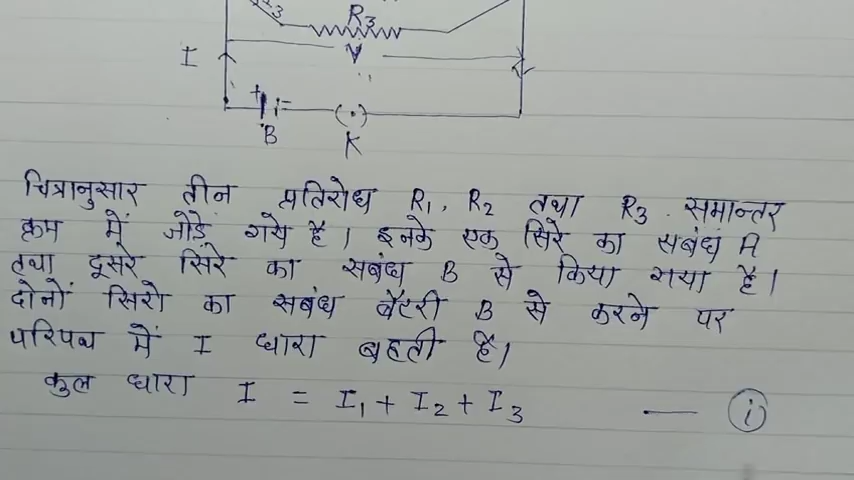 R3
I
V
+
B
K
चित्रानुसार तीन प्रतिरोध R1, R2 तथा R3 समान्तर
क्रम में जोड़े गये है। इनके एक सिरे का सबंध A
तथा दूसरे सिरे का सबंध B से किया गया है।
दोनों सिरो का सबंध बैटरी B से करने पर
परिपथ में I धारा बहती है।
कुल धारा I = I1 + I2 + I3 — (i)